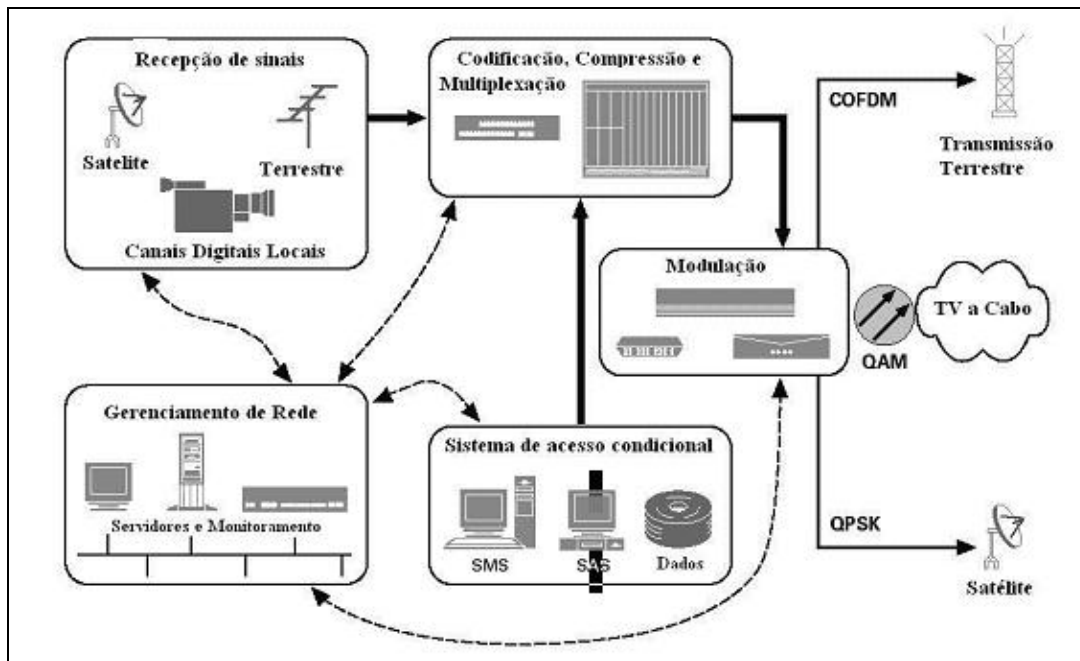 Recepção de sinais
Satelite
Terrestre
Canais Digitais Locais
Codificação, Compressão e
Multiplexação
COFDM
Transmissão
Terrestre
Modulação
QAM
TV a Cabo
Gerenciamento de Rede
Servidores e Monitoramento
Sistema de acesso condicional
SMS
SAS
Dados
QPSK
Satélite